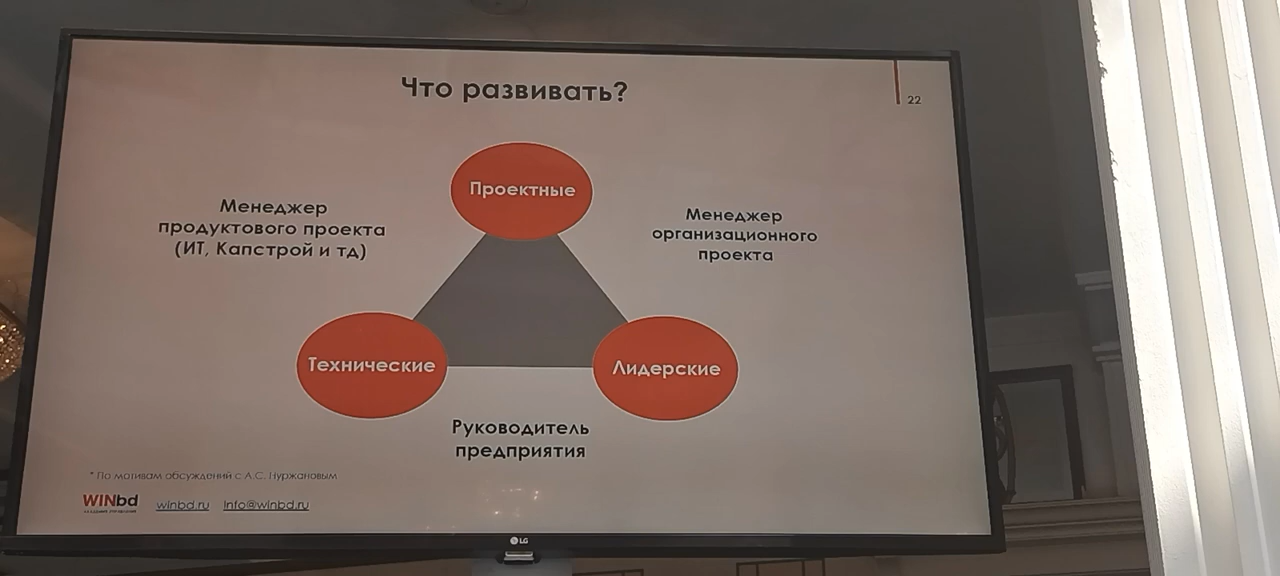 Что развивать?
22
Проектные
Менеджер
продуктового проекта
(ИТ, Капстрой и тд)
Менеджер
организационного
проекта
Технические
Лидерские
Руководитель
предприятия
* По мотивам обсуждений с А.С. Нуржановым
WINbd
winbd.ru info@winbd.ru
LG